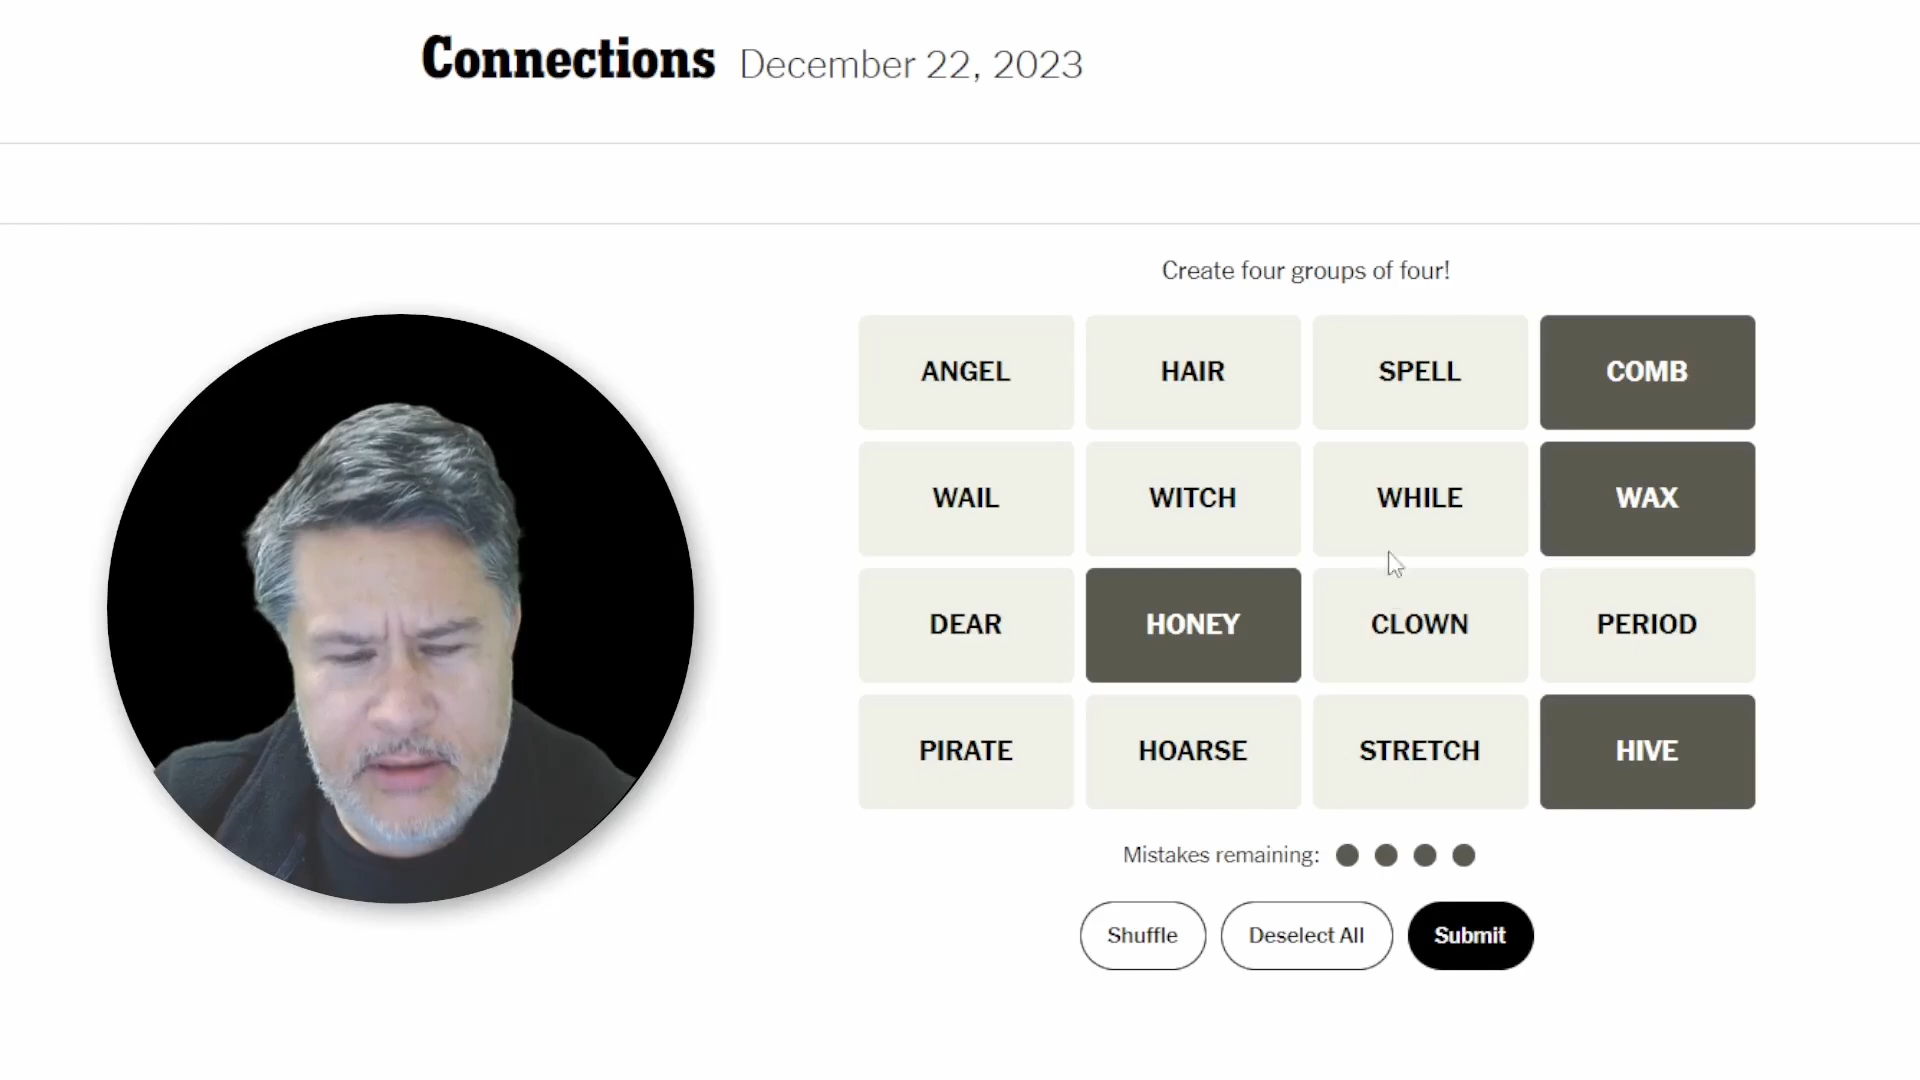 Connections December 22, 2023
Create four groups of four!
ANGEL HAIR SPELL COMB
WAIL WITCH WHILE WAX
DEAR HONEY CLOWN PERIOD
PIRATE HOARSE STRETCH HIVE
Mistakes remaining:
Shuffle Deselect All Submit